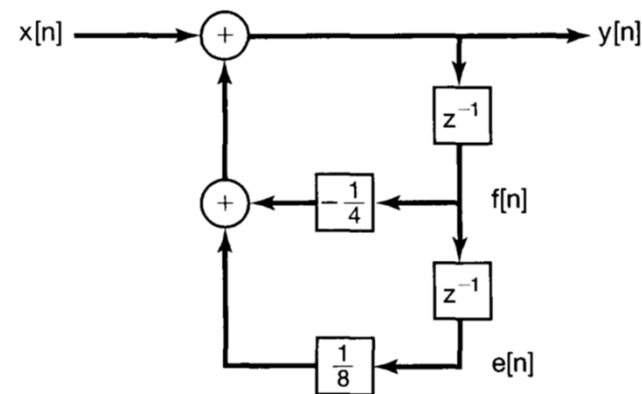 x[n] + y[n]
z⁻¹
+ -1/4 f[n]
z⁻¹
1/8 e[n]